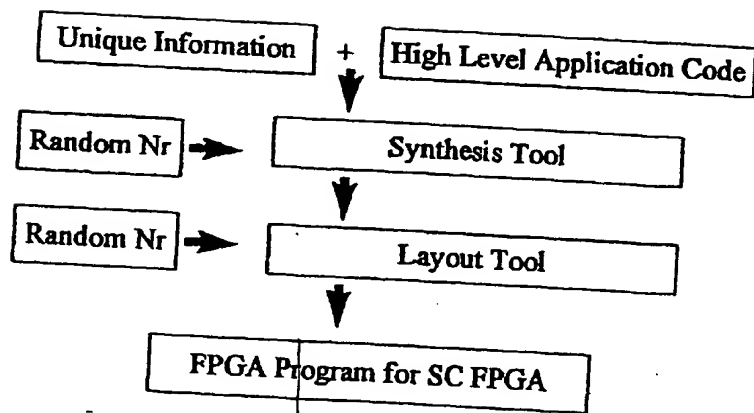 Unique Information + High Level Application Code
Random Nr Synthesis Tool
Random Nr Layout Tool
FPGA Program for SC FPGA